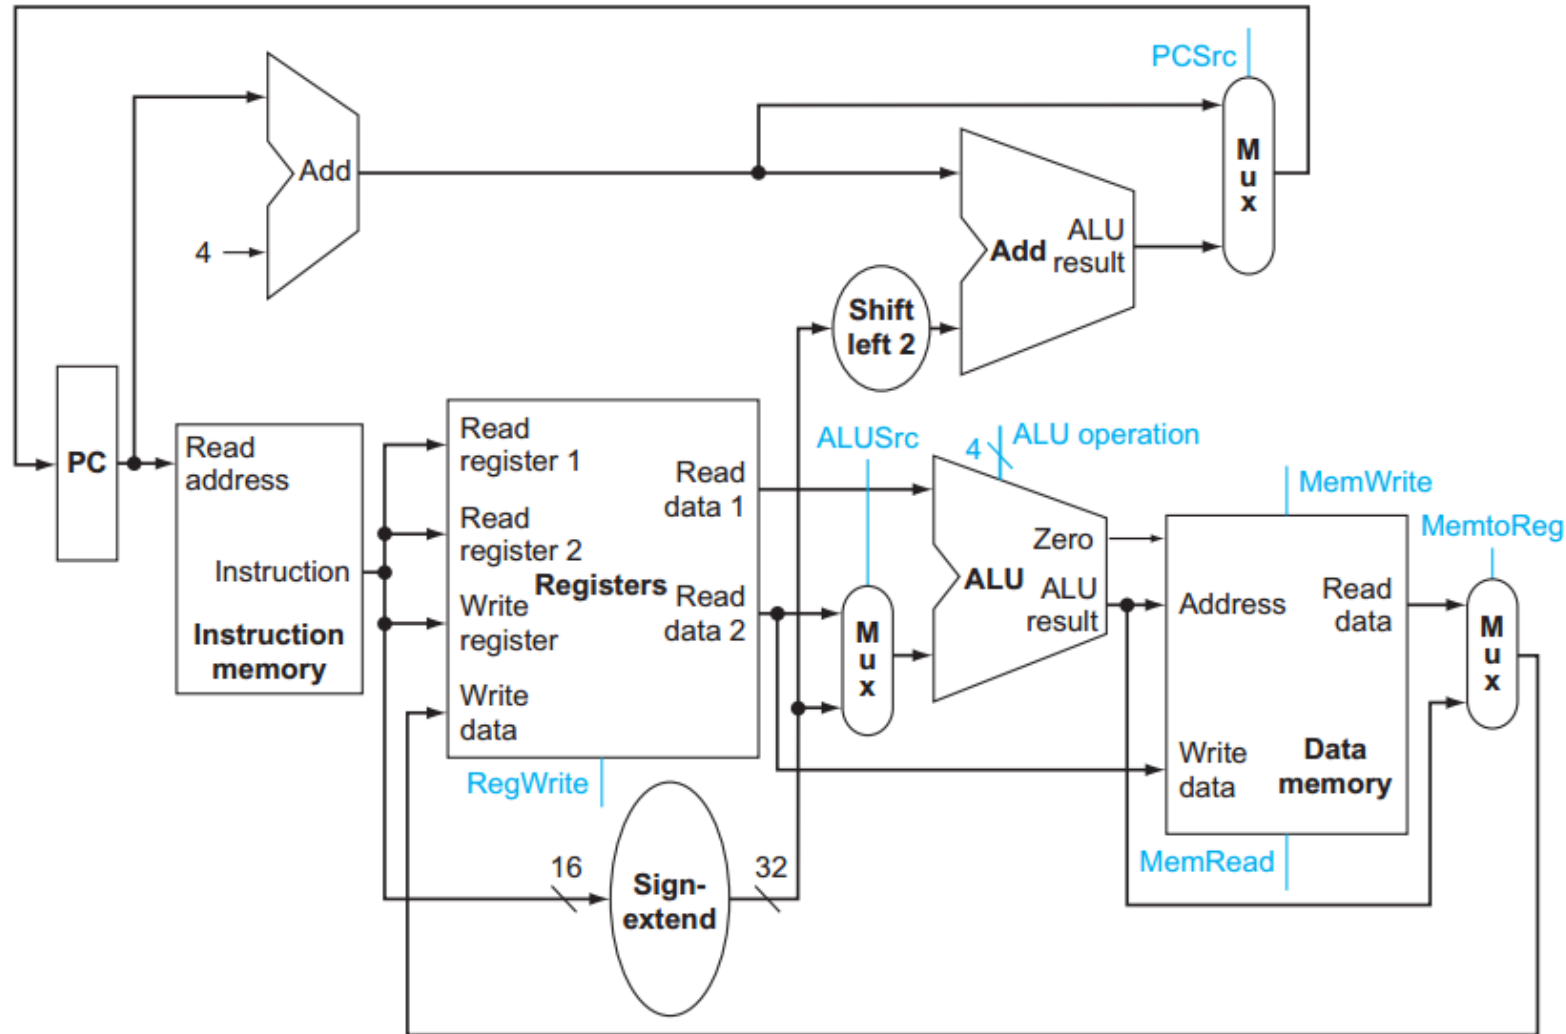 PCSrc
Add
4
M
u
x
Add
ALU
result
Shift
left 2
PC
Read
address
Instruction
Instruction
memory
Read
register 1
Read
register 2
Write
register
Write
data
Registers
Read
data 1
Read
data 2
RegWrite
16
Sign-
extend
32
ALUSrc
M
u
x
4
ALU operation
Zero
ALU
ALU
result
MemWrite
Address
Read
data
Write
data
Data
memory
MemRead
MemtoReg
M
u
x